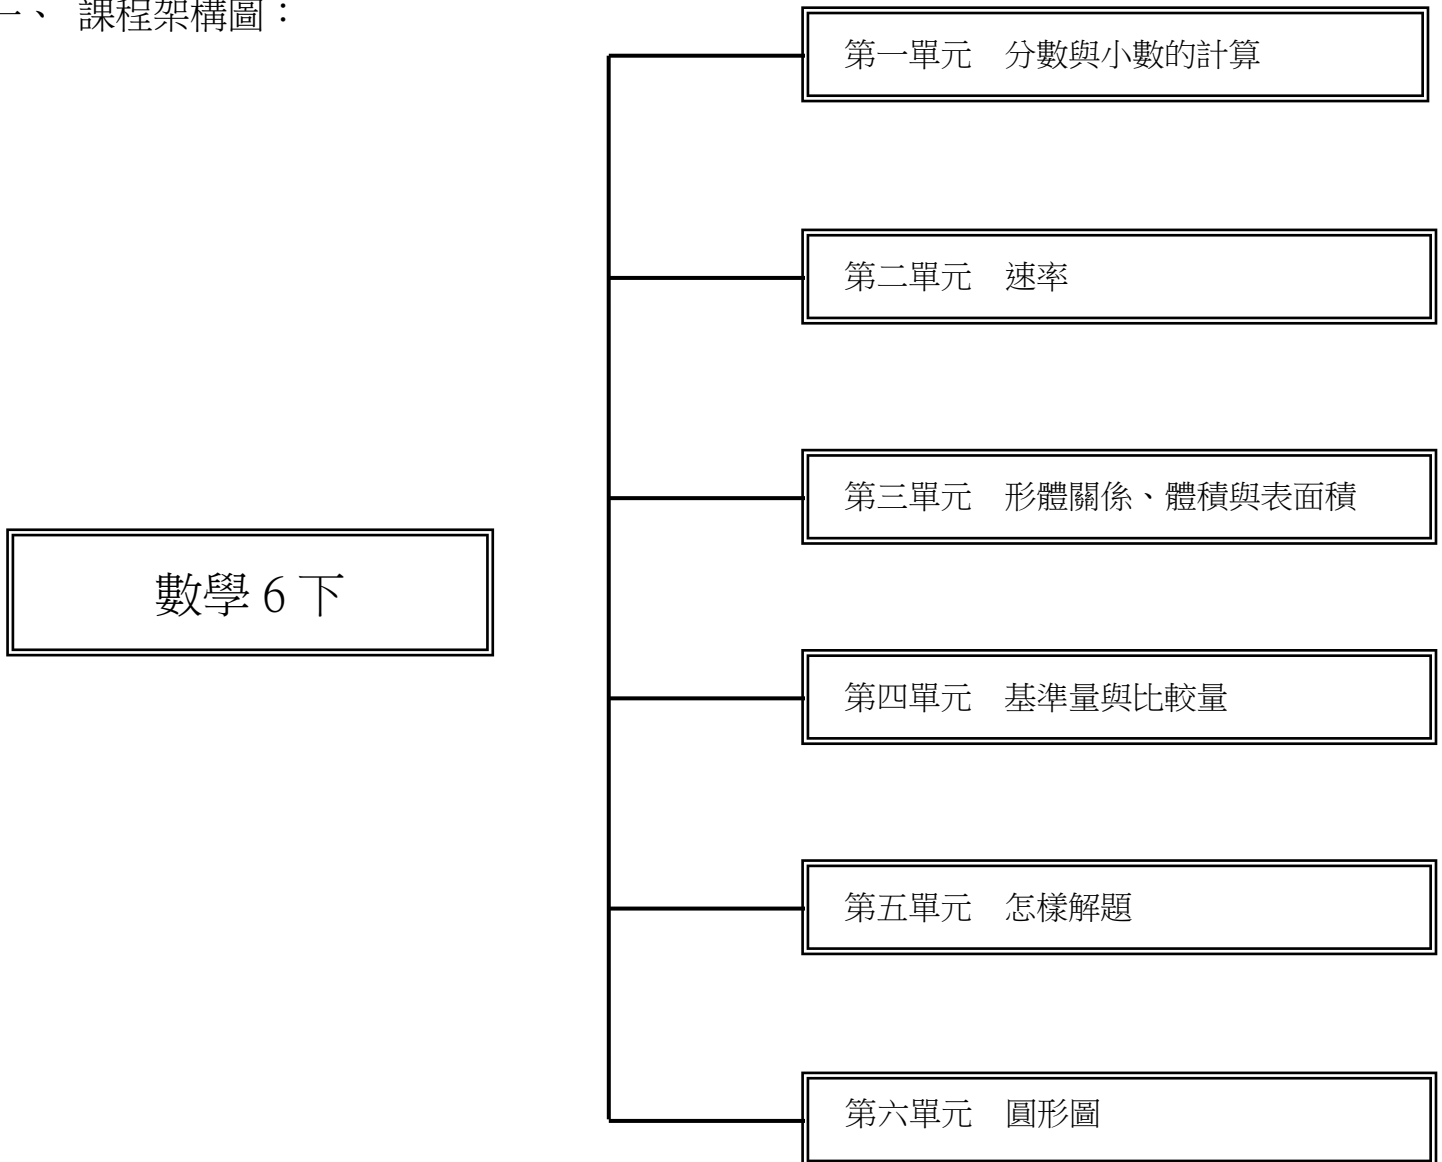 一、 課程架構圖：
第一單元　分數與小數的計算
第二單元　速率
第三單元　形體關係、體積與表面積
數學 6 下
第四單元　基準量與比較量
第五單元　怎樣解題
第六單元　圓形圖